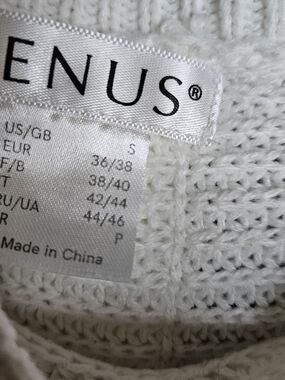 ENUS®
US/GB S
EUR 36/38
F/B 38/40
T 42/44
RU/UA 44/46
R P
Made in China